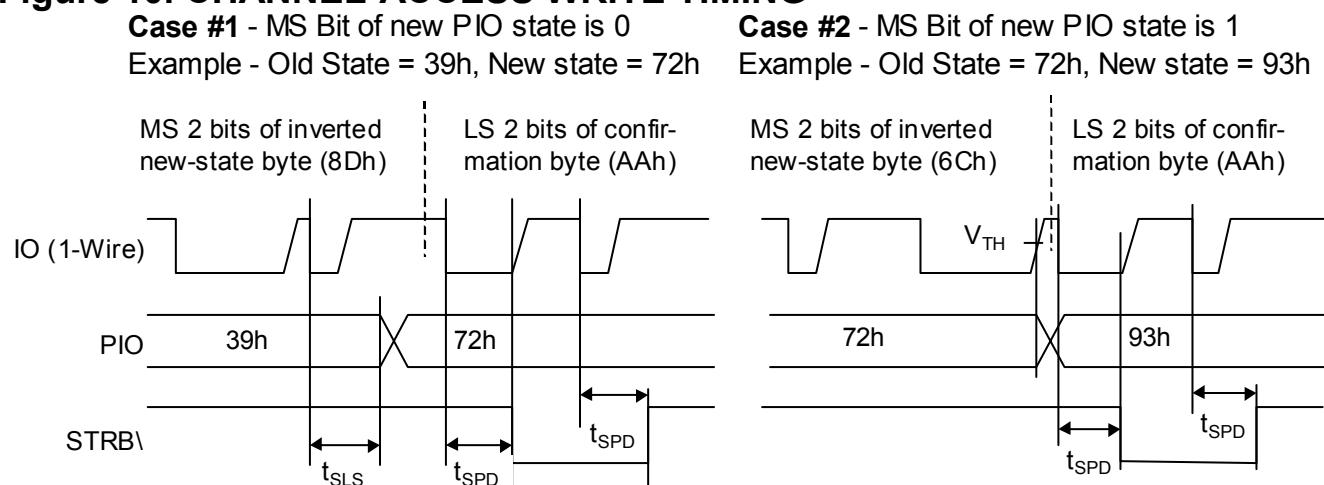 Case #1 - MS Bit of new PIO state is 0
Example - Old State = 39h, New state = 72h
MS 2 bits of inverted
new-state byte (8Dh)
LS 2 bits of confir-
mation byte (AAh)
Case #2 - MS Bit of new PIO state is 1
Example - Old State = 72h, New state = 93h
MS 2 bits of inverted
new-state byte (6Ch)
LS 2 bits of confir-
mation byte (AAh)
IO (1-Wire)
VTH
PIO
39h
72h
72h
93h
STRB\
tSLS
tSPD
tSPD
tSPD
tSPD